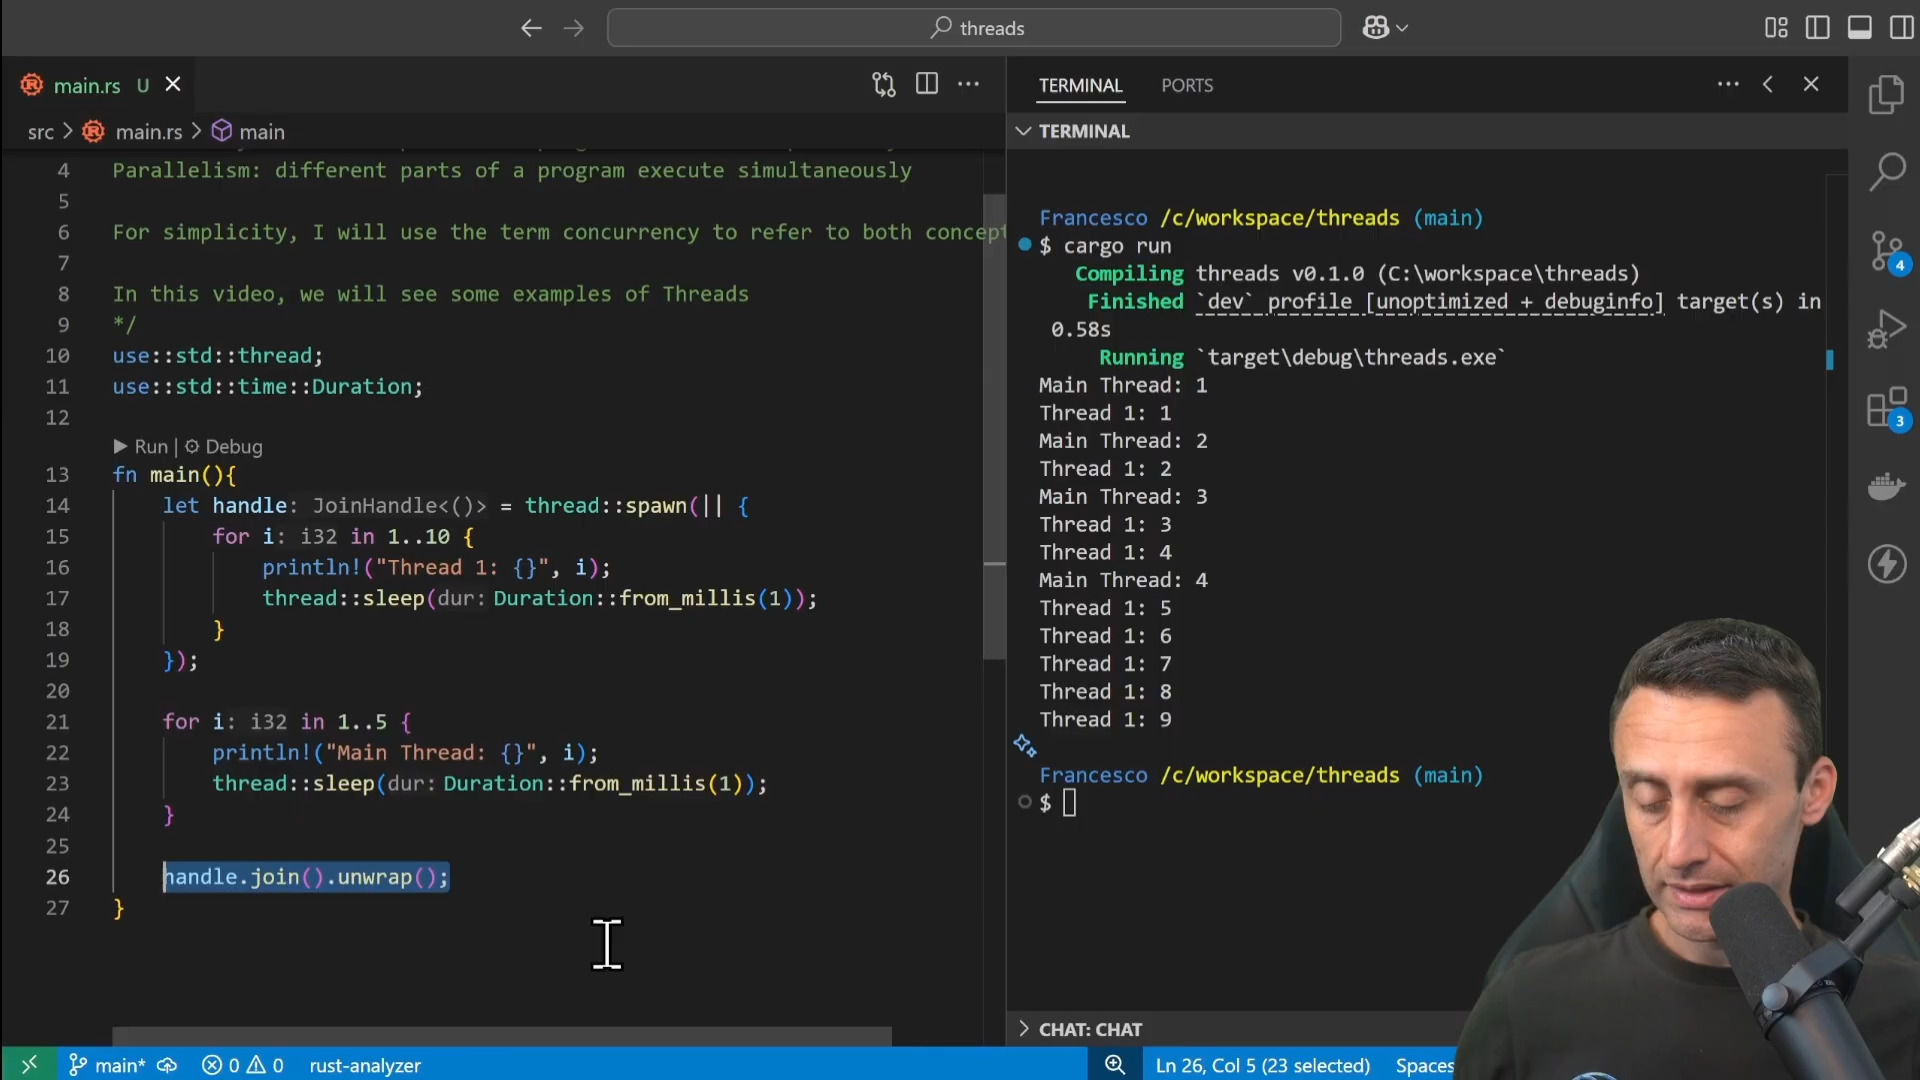 threads
main.rs U
src > main.rs > main
4 Parallelism: different parts of a program execute simultaneously
5
6 For simplicity, I will use the term concurrency to refer to both concept
7
8 In this video, we will see some examples of Threads
9 */
10 use::std::thread;
11 use::std::time::Duration;
12
Run | Debug
13 fn main(){
14 let handle: JoinHandle<()> = thread::spawn(|| {
15 for i: i32 in 1..10 {
16 println!("Thread 1: {}", i);
17 thread::sleep(dur: Duration::from_millis(1));
18 }
19 });
20
21 for i: i32 in 1..5 {
22 println!("Main Thread: {}", i);
23 thread::sleep(dur: Duration::from_millis(1));
24 }
25
26 handle.join().unwrap();
27 }
TERMINAL PORTS
TERMINAL
Francesco /c/workspace/threads (main)
$ cargo run
Compiling threads v0.1.0 (C:\workspace\threads)
Finished `dev` profile [unoptimized + debuginfo] target(s) in
0.58s
Running `target\debug\threads.exe`
Main Thread: 1
Thread 1: 1
Main Thread: 2
Thread 1: 2
Main Thread: 3
Thread 1: 3
Thread 1: 4
Main Thread: 4
Thread 1: 5
Thread 1: 6
Thread 1: 7
Thread 1: 8
Thread 1: 9
Francesco /c/workspace/threads (main)
$
CHAT: CHAT
4
3
main* 0 0 rust-analyzer Ln 26, Col 5 (23 selected) Spaces